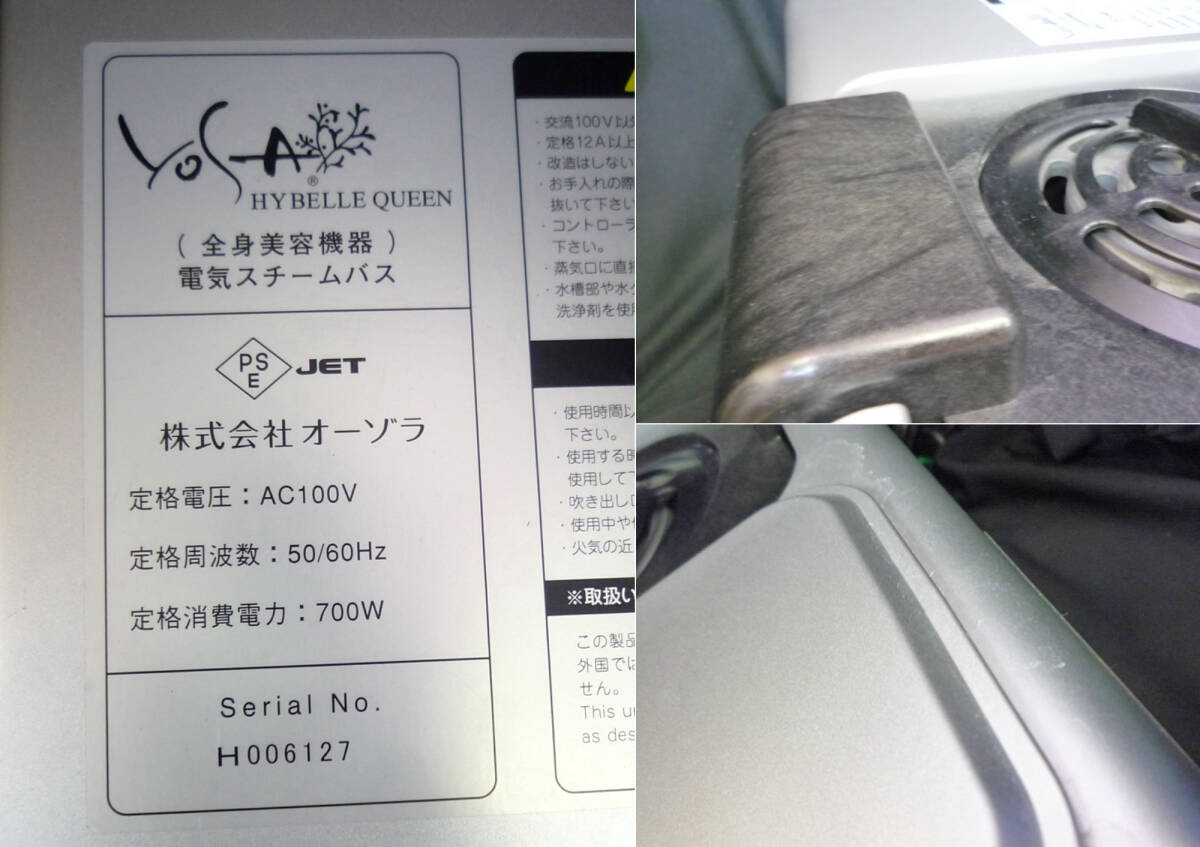 YOSA
®
HYBELLE QUEEN
( 全身美容機器 )
電気スチームバス
PS
E
JET
株式会社オーゾラ
定格電圧：AC100V
定格周波数：50/60Hz
定格消費電力：700W
Serial No.
H006127
・交流100V以
・定格12A以上
・改造はしない
・お手入れの際
抜いて下さい
・コントローラ
下さい。
・蒸気口に直
・水槽部や水
洗浄剤を使
・使用時間以
下さい。
・使用する時
使用して
・吹き出し
・使用中や
・火気の近
※取扱い
この製品
外国では
せん。
This
as des